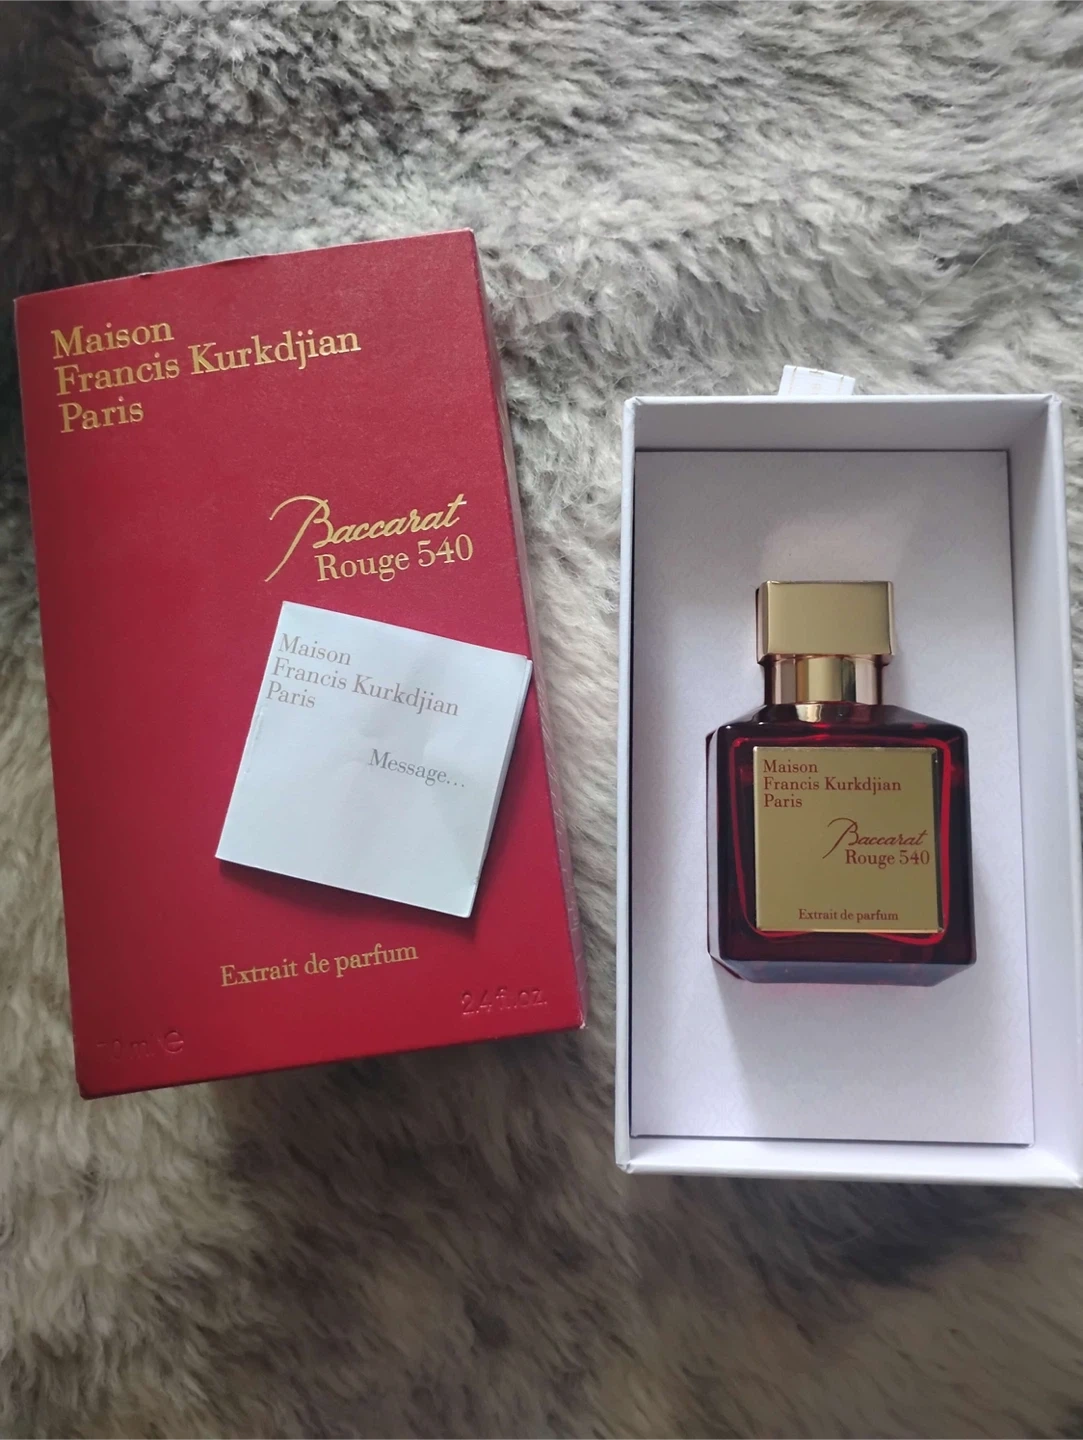 Maison
Francis Kurkdjian
Paris
Baccarat
Rouge 540
Maison
Francis Kurkdjian
Paris
Message...
Extrait de parfum
2.4 fl.oz.
Maison
Francis Kurkdjian
Paris
Baccarat
Rouge 540
Extrait de parfum